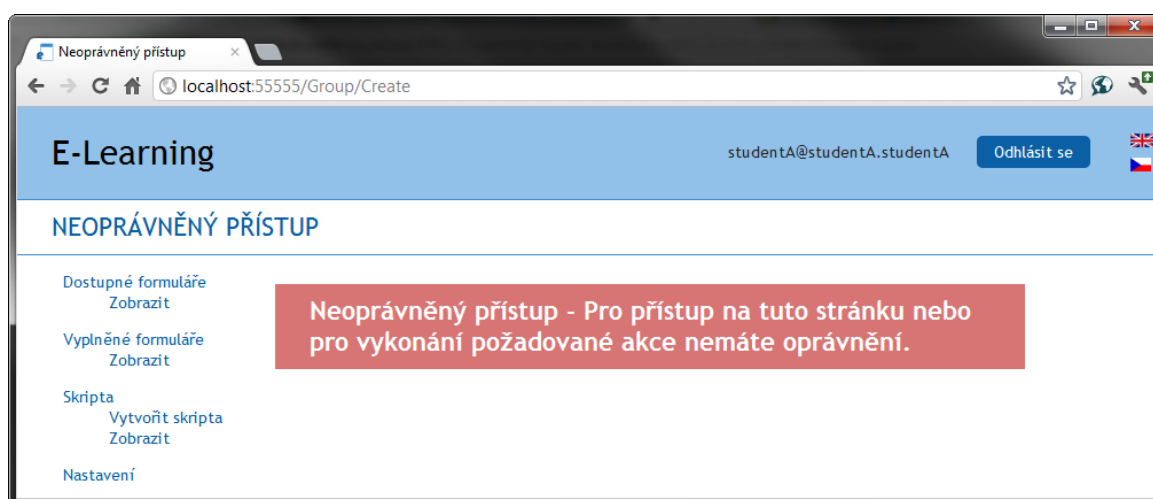 Neoprávněný přístup
localhost:55555/Group/Create
E-Learning
studentA@studentA.studentA
Odhlásit se
NEOPRÁVNĚNÝ PŘÍSTUP
Dostupné formuláře
Zobrazit
Vyplněné formuláře
Zobrazit
Skripta
Vytvořit skripta
Zobrazit
Nastavení
Neoprávněný přístup - Pro přístup na tuto stránku nebo
pro vykonání požadované akce nemáte oprávnění.